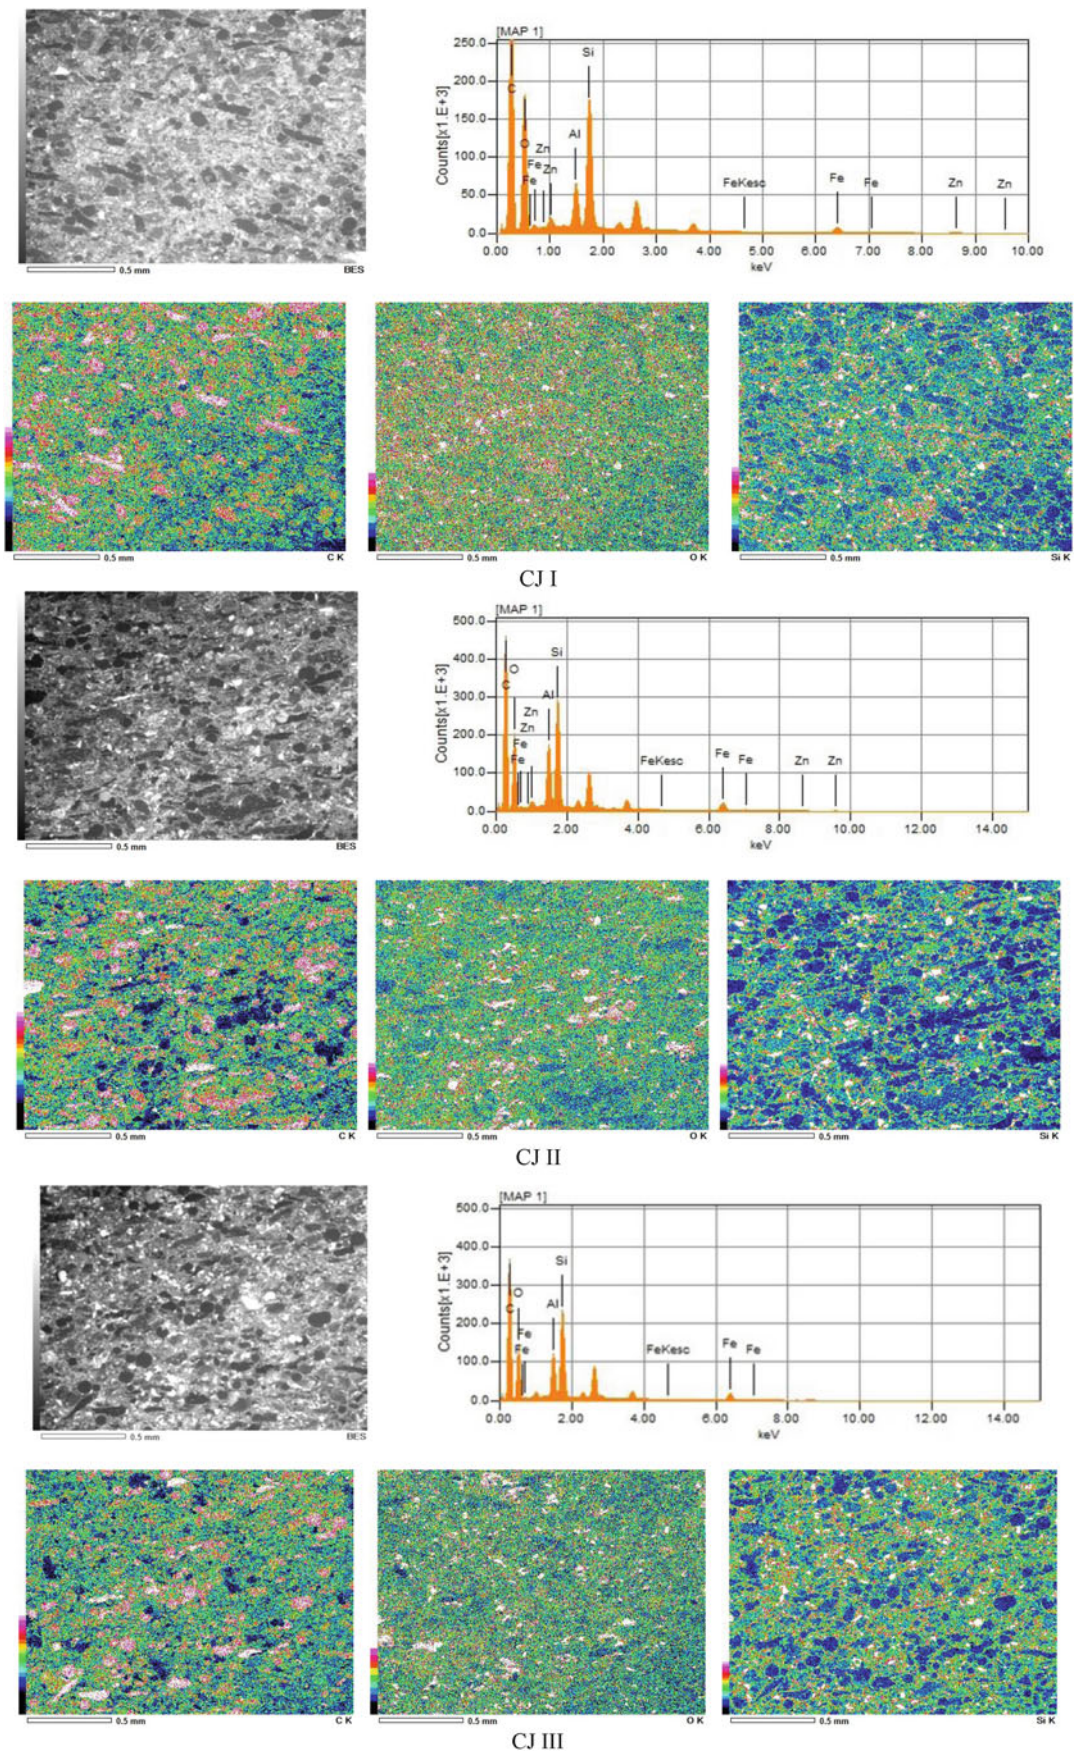 [MAP 1]
Counts[x1.E+3]
250.0
200.0
150.0
100.0
50.0
0.0
C
O
Fe
Fe
Zn
Zn
Al
Si
FeKesc
Fe
Fe
Zn
Zn
0.00 1.00 2.00 3.00 4.00 5.00 6.00 7.00 8.00 9.00 10.00
keV
0.5 mm BES
0.5 mm C K
0.5 mm O K
0.5 mm Si K
CJ I
[MAP 1]
Counts[x1.E+3]
500.0
400.0
300.0
200.0
100.0
0.0
C
O
Fe
Fe
Zn
Zn
Al
Si
FeKesc
Fe
Fe
Zn
Zn
0.00 2.00 4.00 6.00 8.00 10.00 12.00 14.00
keV
0.5 mm BES
0.5 mm C K
0.5 mm O K
0.5 mm Si K
CJ II
[MAP 1]
Counts[x1.E+3]
500.0
400.0
300.0
200.0
100.0
0.0
C
O
Fe
Fe
Al
Si
FeKesc
Fe
Fe
0.00 2.00 4.00 6.00 8.00 10.00 12.00 14.00
keV
0.5 mm BES
0.5 mm C K
0.5 mm O K
0.5 mm Si K
CJ III